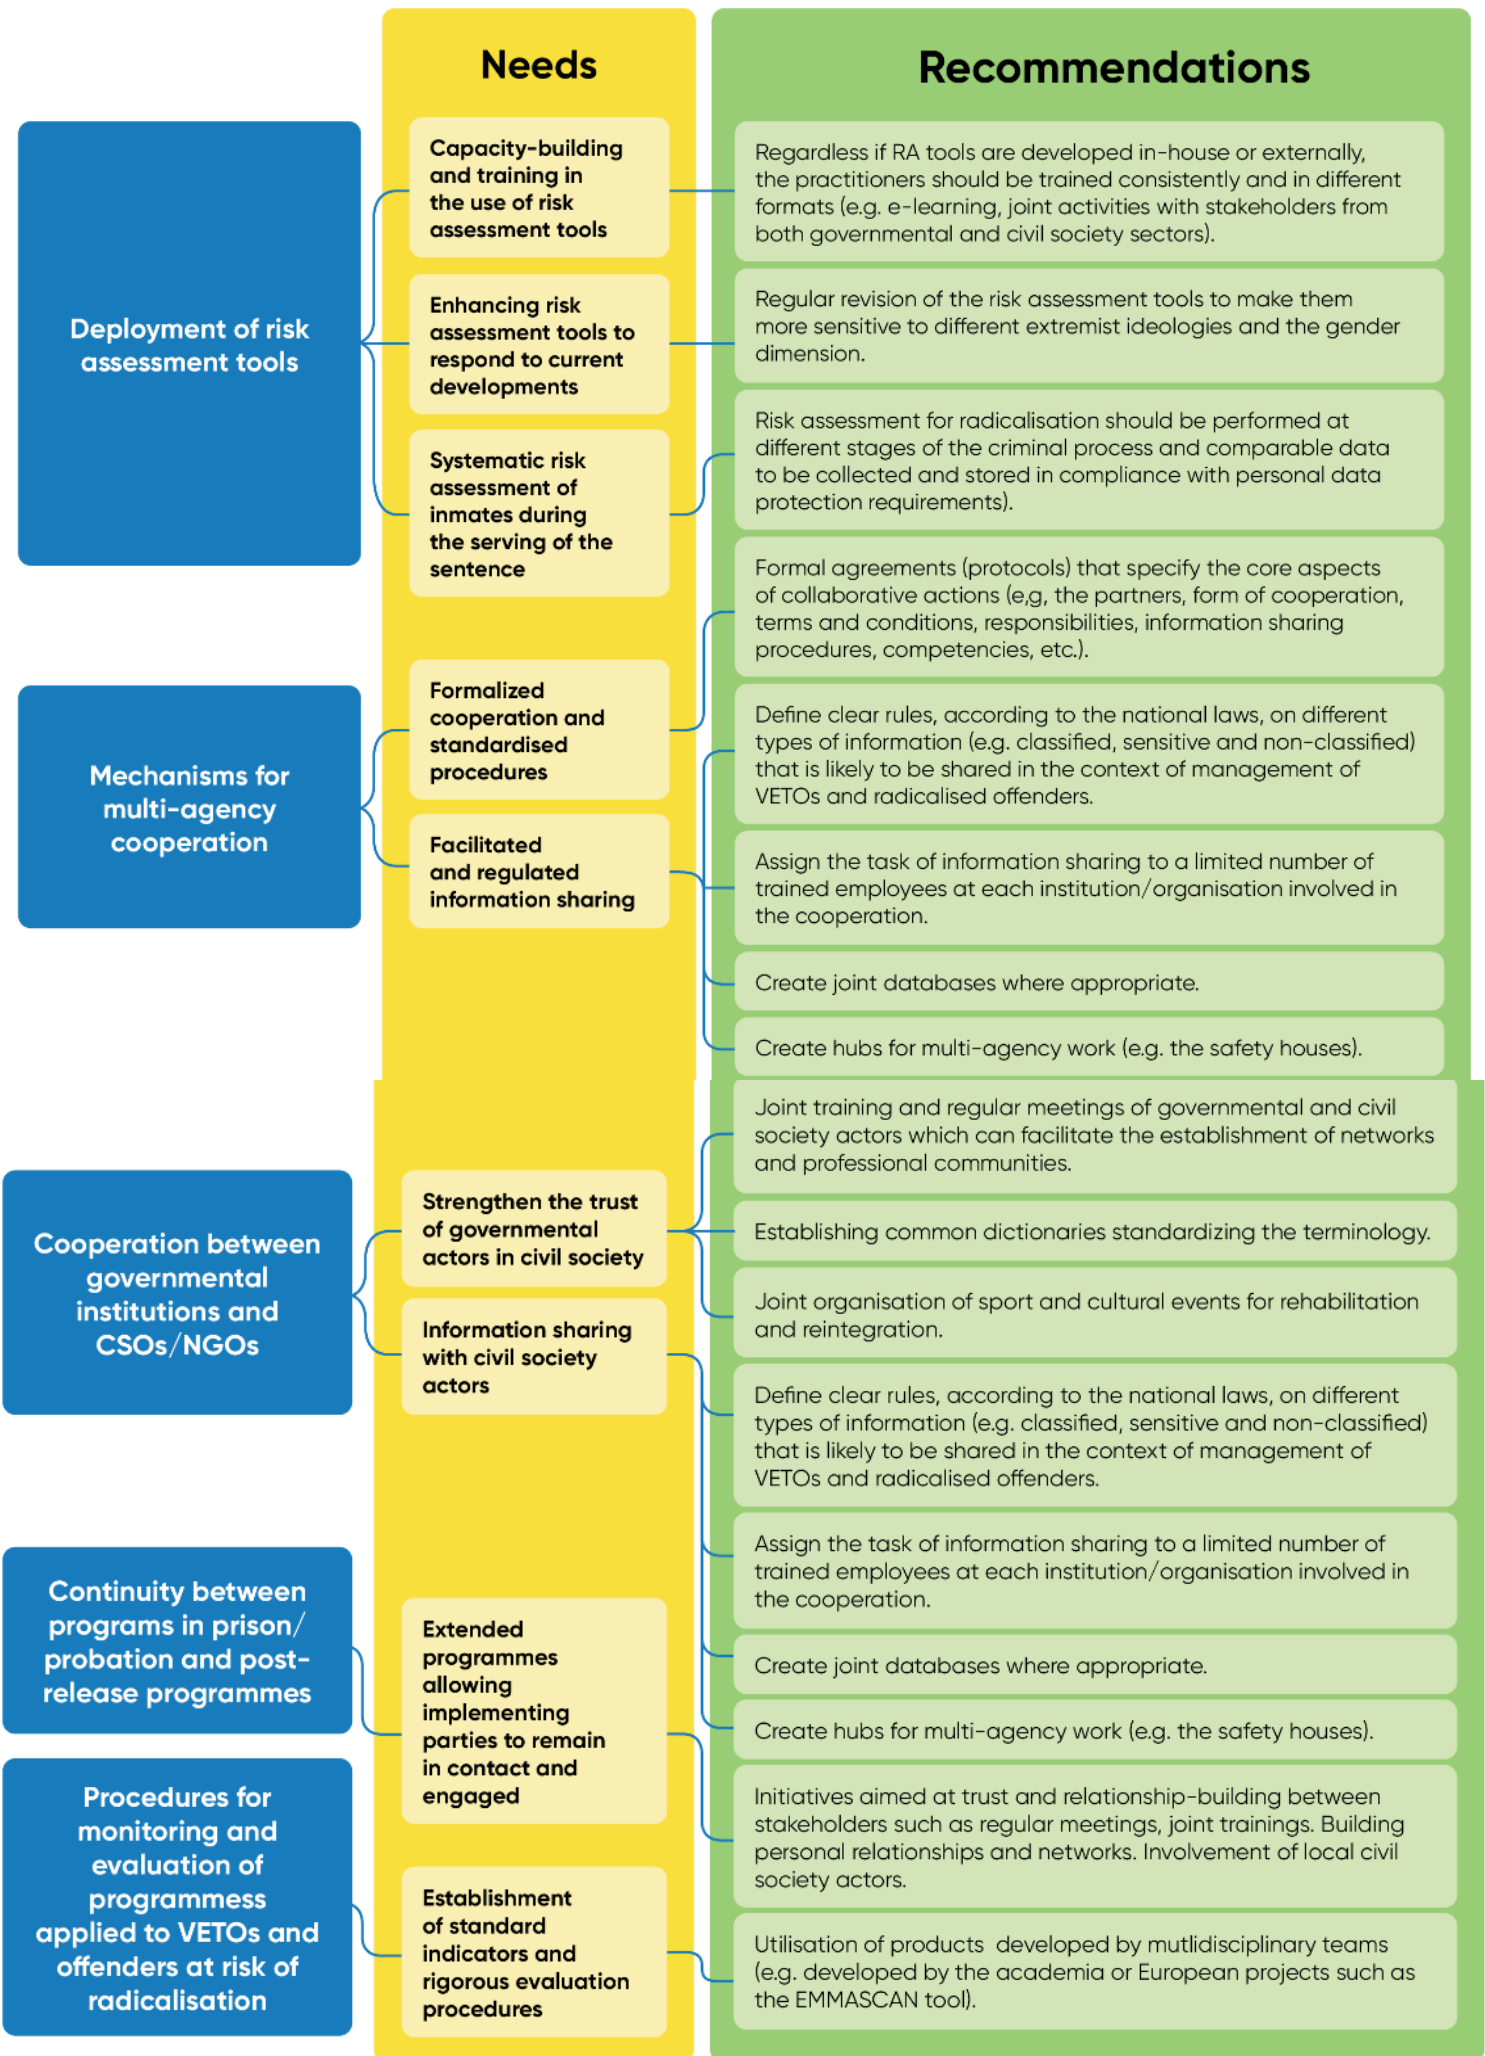 Needs
Recommendations
Deployment of risk
assessment tools
Capacity-building
and training in
the use of risk
assessment tools
Regardless if RA tools are developed in-house or externally,
the practitioners should be trained consistently and in different
formats (e.g. e-learning, joint activities with stakeholders from
both governmental and civil society sectors).
Enhancing risk
assessment tools to
respond to current
developments
Regular revision of the risk assessment tools to make them
more sensitive to different extremist ideologies and the gender
dimension.
Systematic risk
assessment of
inmates during
the serving of the
sentence
Risk assessment for radicalisation should be performed at
different stages of the criminal process and comparable data
to be collected and stored in compliance with personal data
protection requirements).
Mechanisms for
multi-agency
cooperation
Formalized
cooperation and
standardised
procedures
Formal agreements (protocols) that specify the core aspects
of collaborative actions (e,g, the partners, form of cooperation,
terms and conditions, responsibilities, information sharing
procedures, competencies, etc.).
Facilitated
and regulated
information sharing
Define clear rules, according to the national laws, on different
types of information (e.g. classified, sensitive and non-classified)
that is likely to be shared in the context of management of
VETOs and radicalised offenders.
Assign the task of information sharing to a limited number of
trained employees at each institution/organisation involved in
the cooperation.
Create joint databases where appropriate.
Create hubs for multi-agency work (e.g. the safety houses).
Cooperation between
governmental
institutions and
CSOs/NGOs
Strengthen the trust
of governmental
actors in civil society
Joint training and regular meetings of governmental and civil
society actors which can facilitate the establishment of networks
and professional communities.
Establishing common dictionaries standardizing the terminology.
Joint organisation of sport and cultural events for rehabilitation
and reintegration.
Information sharing
with civil society
actors
Define clear rules, according to the national laws, on different
types of information (e.g. classified, sensitive and non-classified)
that is likely to be shared in the context of management of
VETOs and radicalised offenders.
Assign the task of information sharing to a limited number of
trained employees at each institution/organisation involved in
the cooperation.
Create joint databases where appropriate.
Create hubs for multi-agency work (e.g. the safety houses).
Continuity between
programs in prison/
probation and post-
release programmes
Extended
programmes
allowing
implementing
parties to remain
in contact and
engaged
Initiatives aimed at trust and relationship-building between
stakeholders such as regular meetings, joint trainings. Building
personal relationships and networks. Involvement of local civil
society actors.
Procedures for
monitoring and
evaluation of
programmess
applied to VETOs and
offenders at risk of
radicalisation
Establishment
of standard
indicators and
rigorous evaluation
procedures
Utilisation of products developed by mutlidisciplinary teams
(e.g. developed by the academia or European projects such as
the EMMASCAN tool).